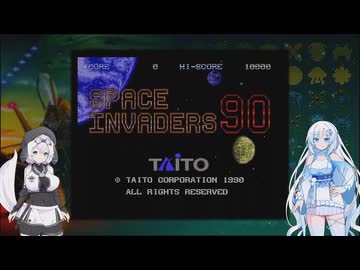 SCORE 0 HI-SCORE 10000
SPACE
INVADERS 90
TAITO
© TAITO CORPORATION 1990
ALL RIGHTS RESERVED